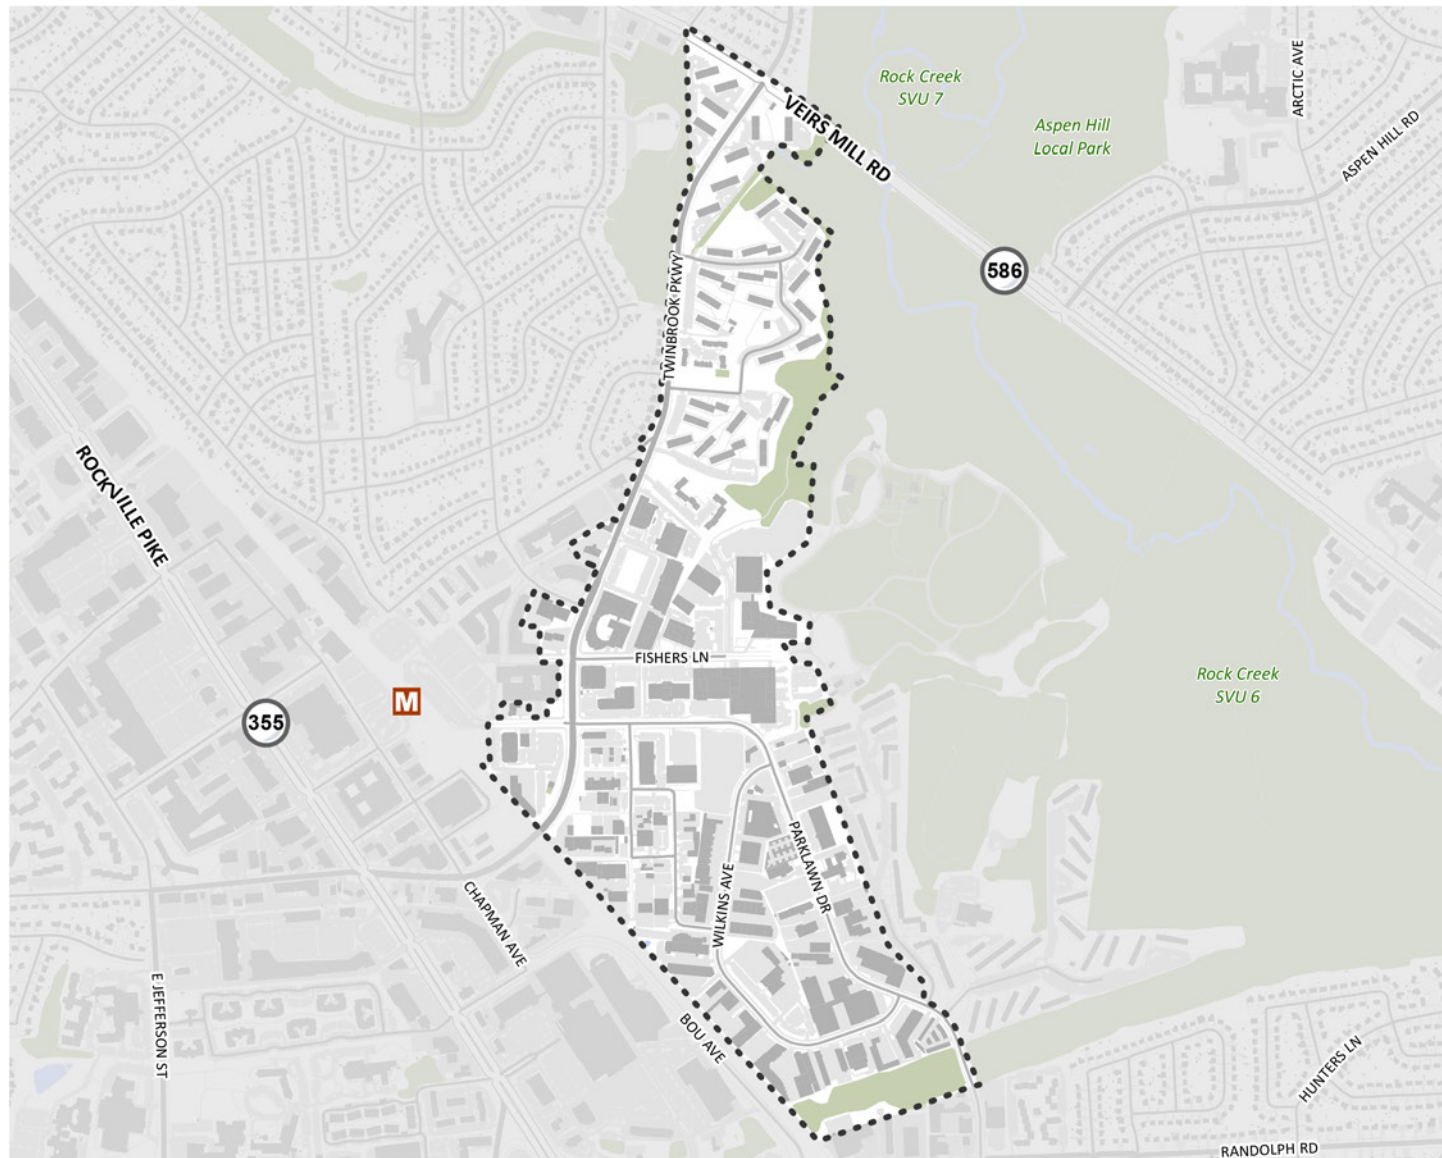 Rock Creek
SVU 7
ARCTIC AVE
VEIRS MILL RD
Aspen Hill
Local Park
ASPEN HILL RD
586
TWINBROOK PKWY
ROCKVILLE PIKE
FISHERS LN
Rock Creek
SVU 6
M
355
PARKLAWN DR
WILKINS AVE
CHAPMAN AVE
E JEFFERSON ST
BOU AVE
HUNTERS LN
RANDOLPH RD